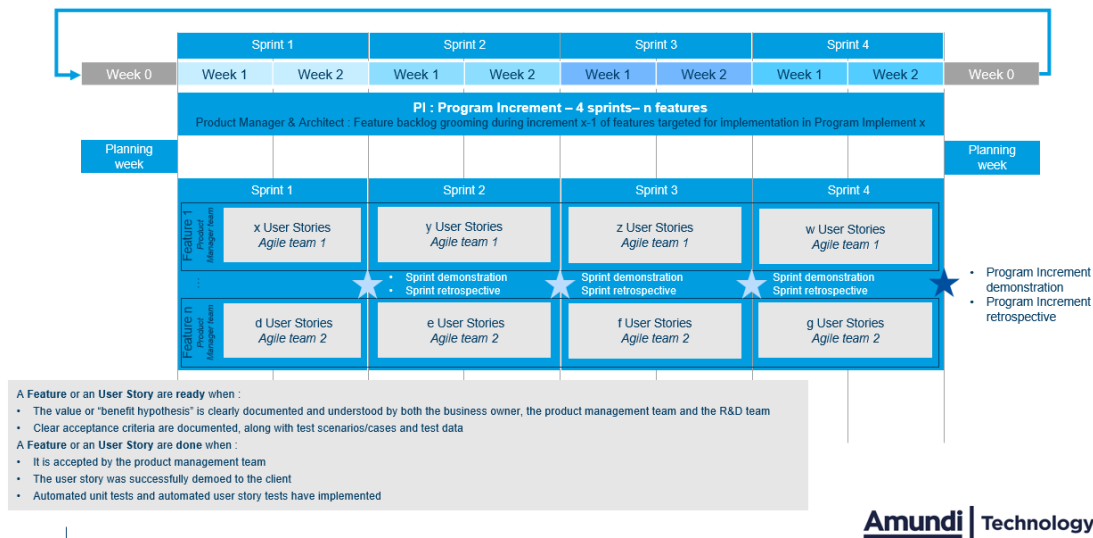 Sprint 1 Sprint 2 Sprint 3 Sprint 4
Week 0 Week 1 Week 2 Week 1 Week 2 Week 1 Week 2 Week 1 Week 2 Week 0
PI : Program Increment – 4 sprints– n features
Product Manager & Architect : Feature backlog grooming during increment x-1 of features targeted for implementation in Program Implement x
Planning week
Planning week
Sprint 1 Sprint 2 Sprint 3 Sprint 4
Feature 1
Product Manager team
x User Stories
Agile team 1
y User Stories
Agile team 1
z User Stories
Agile team 1
w User Stories
Agile team 1
...
• Sprint demonstration
• Sprint retrospective
Sprint demonstration
Sprint retrospective
Sprint demonstration
Sprint retrospective
• Program Increment
demonstration
• Program Increment
retrospective
Feature n
Product Manager team
d User Stories
Agile team 2
e User Stories
Agile team 2
f User Stories
Agile team 2
g User Stories
Agile team 2
A Feature or an User Story are ready when :
• The value or “benefit hypothesis” is clearly documented and understood by both the business owner, the product management team and the R&D team
• Clear acceptance criteria are documented, along with test scenarios/cases and test data
A Feature or an User Story are done when :
• It is accepted by the product management team
• The user story was successfully demoed to the client
• Automated unit tests and automated user story tests have implemented
Amundi | Technology